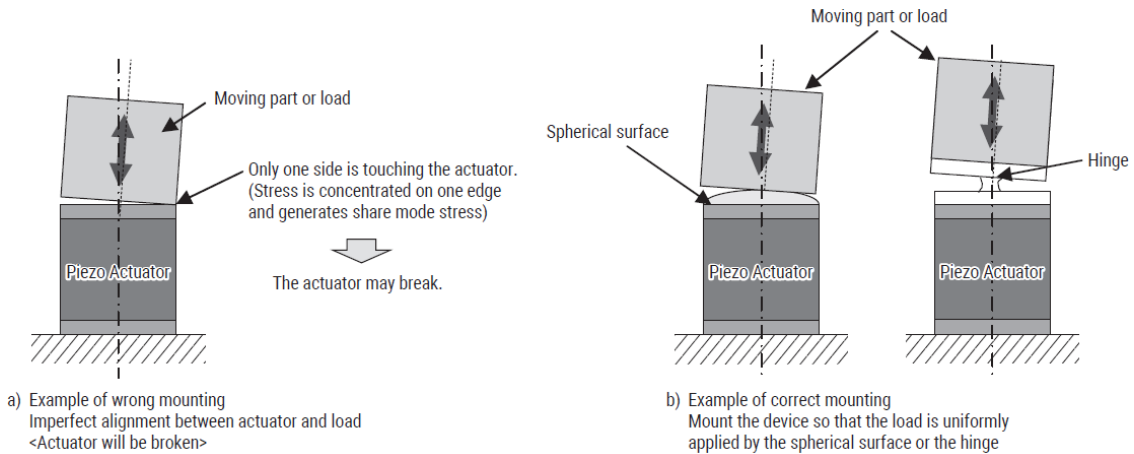 Moving part or load
Only one side is touching the actuator.
(Stress is concentrated on one edge
and generates share mode stress)
The actuator may break.
Piezo Actuator
a) Example of wrong mounting
Imperfect alignment between actuator and load
<Actuator will be broken>
Moving part or load
Spherical surface
Hinge
Piezo Actuator
Piezo Actuator
b) Example of correct mounting
Mount the device so that the load is uniformly
applied by the spherical surface or the hinge